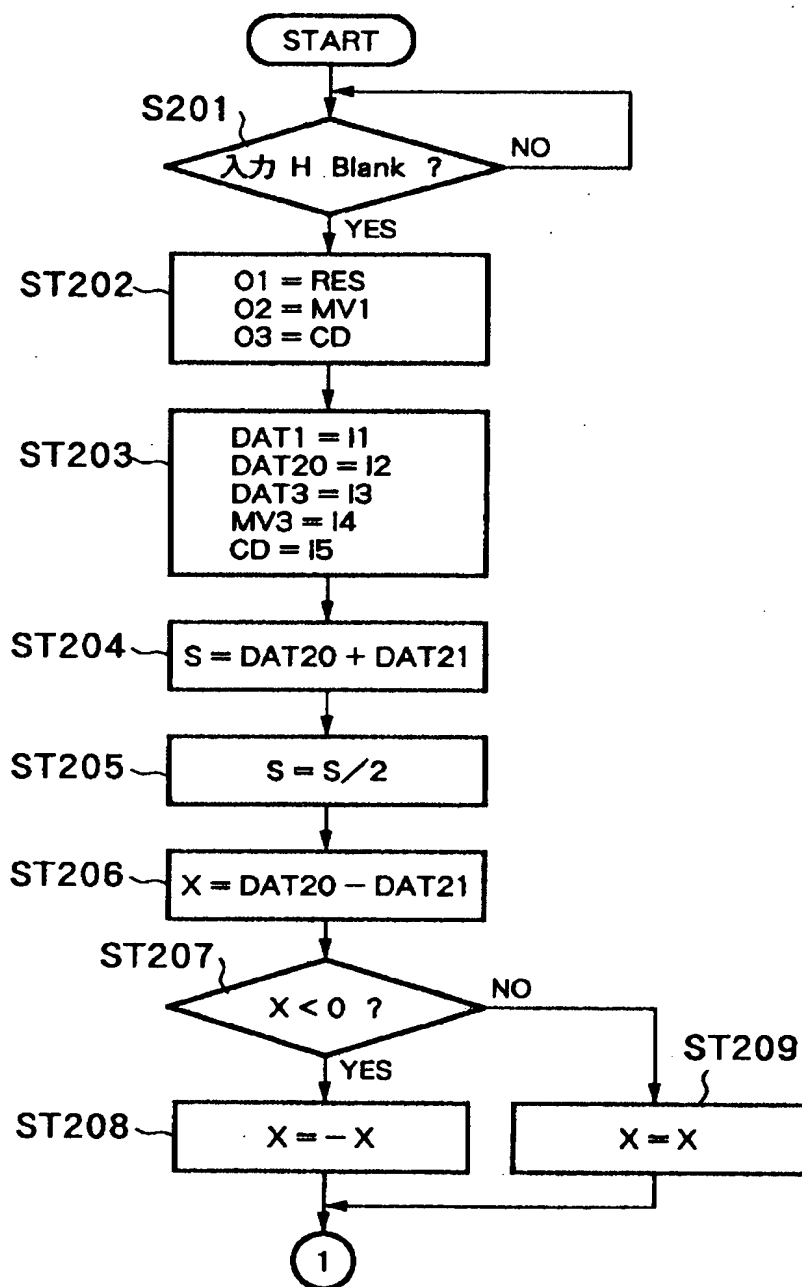 START
S201
入力 H Blank ?
NO
YES
ST202
O1 = RES
O2 = MV1
O3 = CD
ST203
DAT1 = I1
DAT20 = I2
DAT3 = I3
MV3 = I4
CD = I5
ST204
S = DAT20 + DAT21
ST205
S = S/2
ST206
X = DAT20 − DAT21
ST207
X < 0 ?
NO
YES
ST209
ST208
X = − X
X = X
1